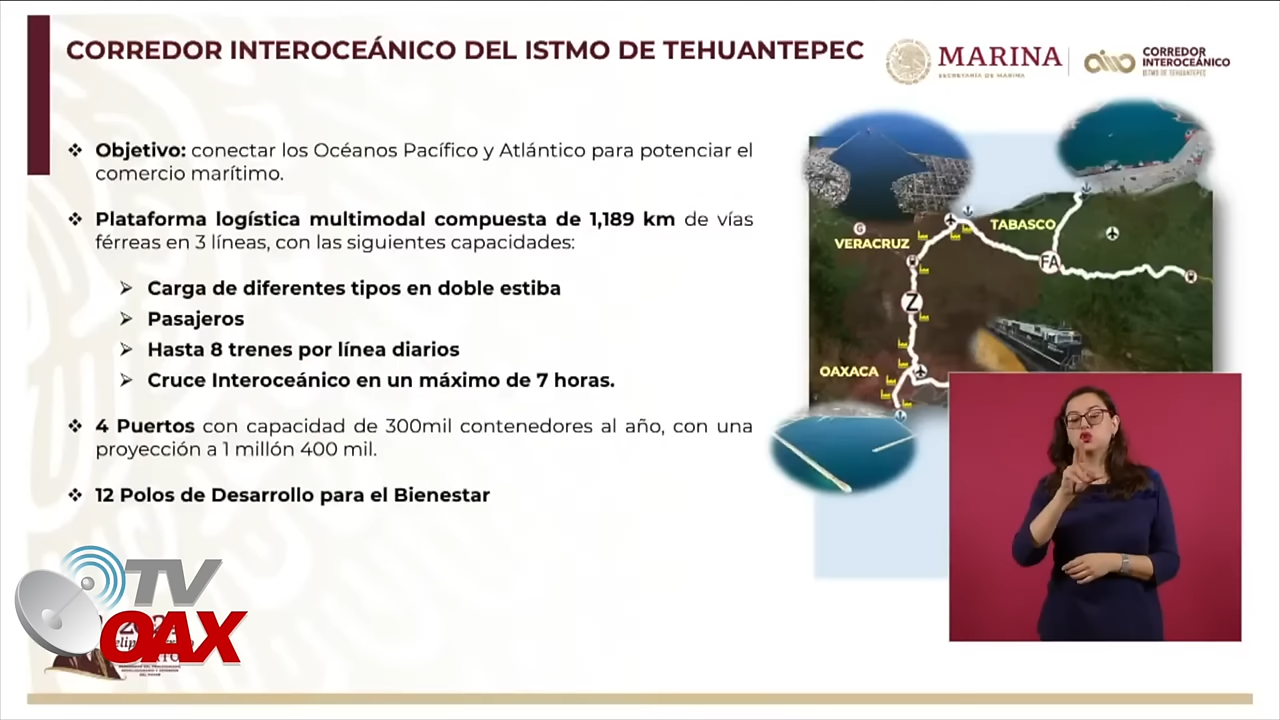 CORREDOR INTEROCEÁNICO DEL ISTMO DE TEHUANTEPEC
MARINA
SECRETARÍA DE MARINA
CORREDOR
INTEROCEÁNICO
ISTMO DE TEHUANTEPEC
Objetivo: conectar los Océanos Pacífico y Atlántico para potenciar el
comercio marítimo.
Plataforma logística multimodal compuesta de 1,189 km de vías
férreas en 3 líneas, con las siguientes capacidades:
Carga de diferentes tipos en doble estiba
Pasajeros
Hasta 8 trenes por línea diarios
Cruce Interoceánico en un máximo de 7 horas.
4 Puertos con capacidad de 300mil contenedores al año, con una
proyección a 1 millón 400 mil.
12 Polos de Desarrollo para el Bienestar
TABASCO
G
VERACRUZ
FA
Z
OAXACA
TV
OAX